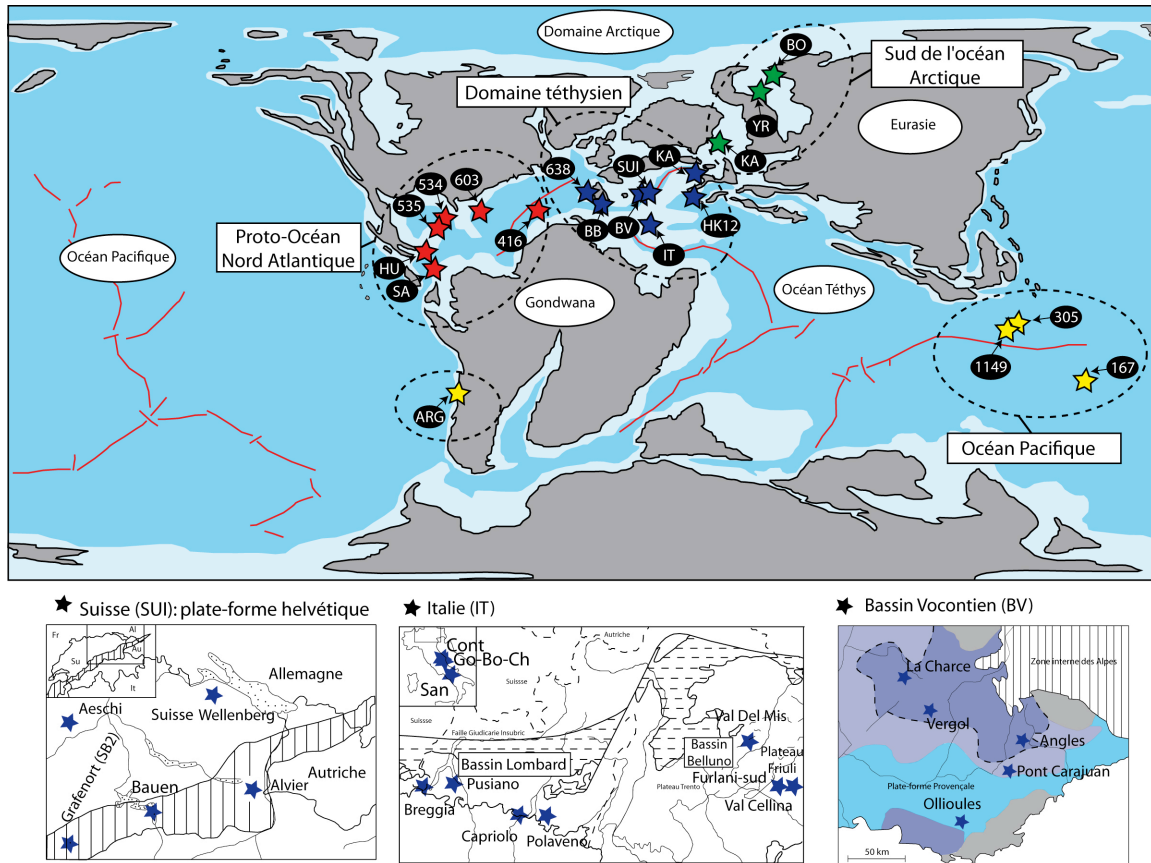 Domaine Arctique
BO
Sud de l'océan
Arctique
Domaine téthysien
YR
Eurasie
KA
SUI
KA
638
603
534
535
416
BB
BV
IT
HK12
Proto-Océan
Nord Atlantique
Océan Pacifique
HU
SA
Gondwana
Océan Téthys
305
1149
167
ARG
Océan Pacifique
Suisse (SUI): plate-forme helvétique
Fr
Al
Au
Su
It
Allemagne
Aeschi
Suisse Wellenberg
Grafenort (SB2)
Bauen
Alvier
Autriche
Italie (IT)
Cont
Go-Bo-Ch
San
Autriche
Suissse
Suissse
Faille Giudicarie Insubric
Val Del Mis
Bassin
Belluno
Plateau
Friuli
Bassin Lombard
Pusiano
Furlani-sud
Plateau Trento
Breggia
Val Cellina
Capriolo
Polaveno
Bassin Vocontien (BV)
La Charce
Zone interne des Alpes
Vergol
Angles
Pont Carajuan
Plate-forme Provençale
Ollioules
50 km